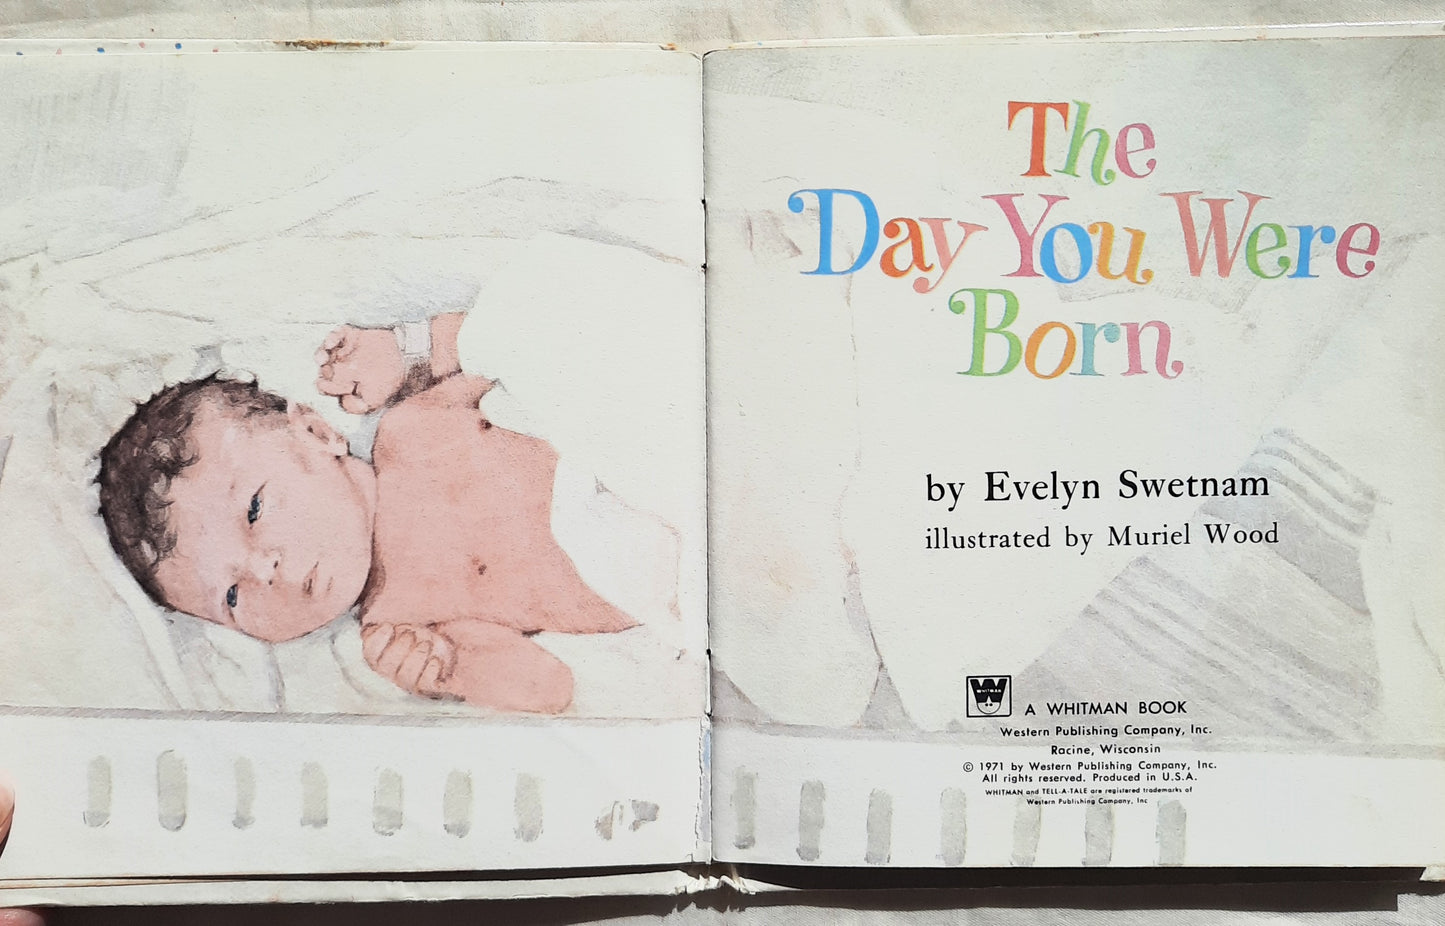 The
Day You Were
Born
by Evelyn Swetnam
illustrated by Muriel Wood
WHITMAN
A WHITMAN BOOK
Western Publishing Company, Inc.
Racine, Wisconsin
© 1971 by Western Publishing Company, Inc.
All rights reserved. Produced in U.S.A.
WHITMAN and TELL-A-TALE are registered trademarks of
Western Publishing Company, Inc